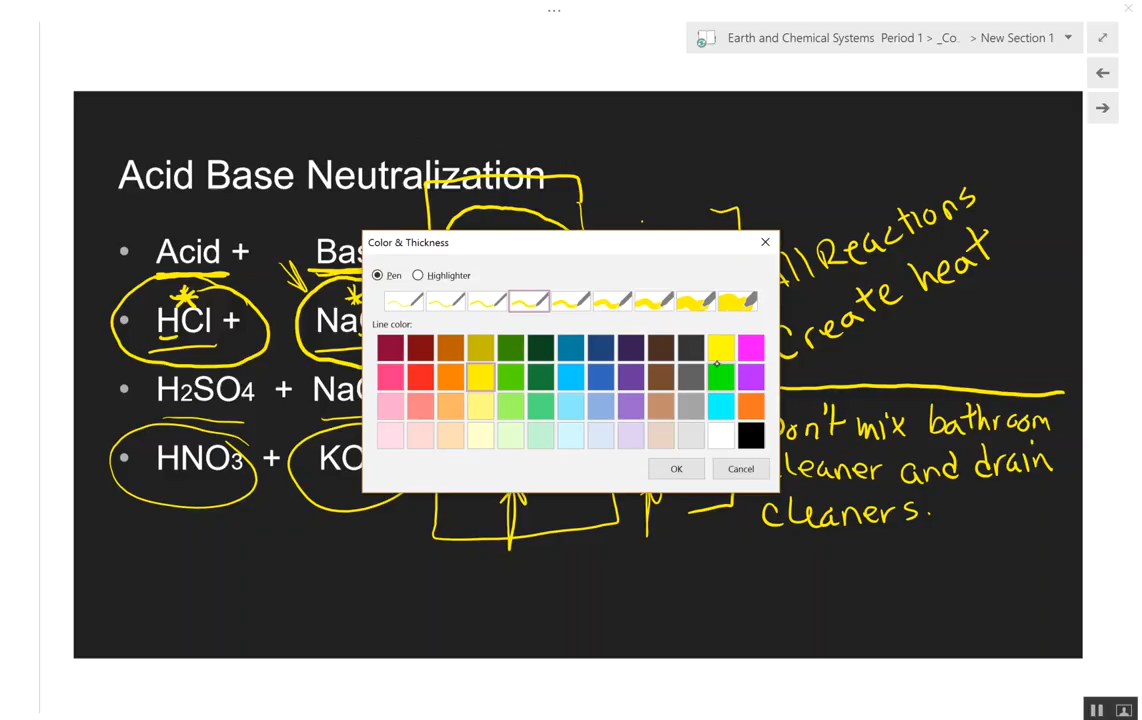 Earth and Chemical Systems Period 1 > _Co. > New Section 1
Acid Base Neutralization
• Acid + Bas
• HCl + Na
• H2SO4 + Na
• HNO3 + KO
Color & Thickness
Pen Highlighter
Line color:
OK Cancel
ll Reactions
Create heat
on't mix bathroom
leaner and drain
cleaners.